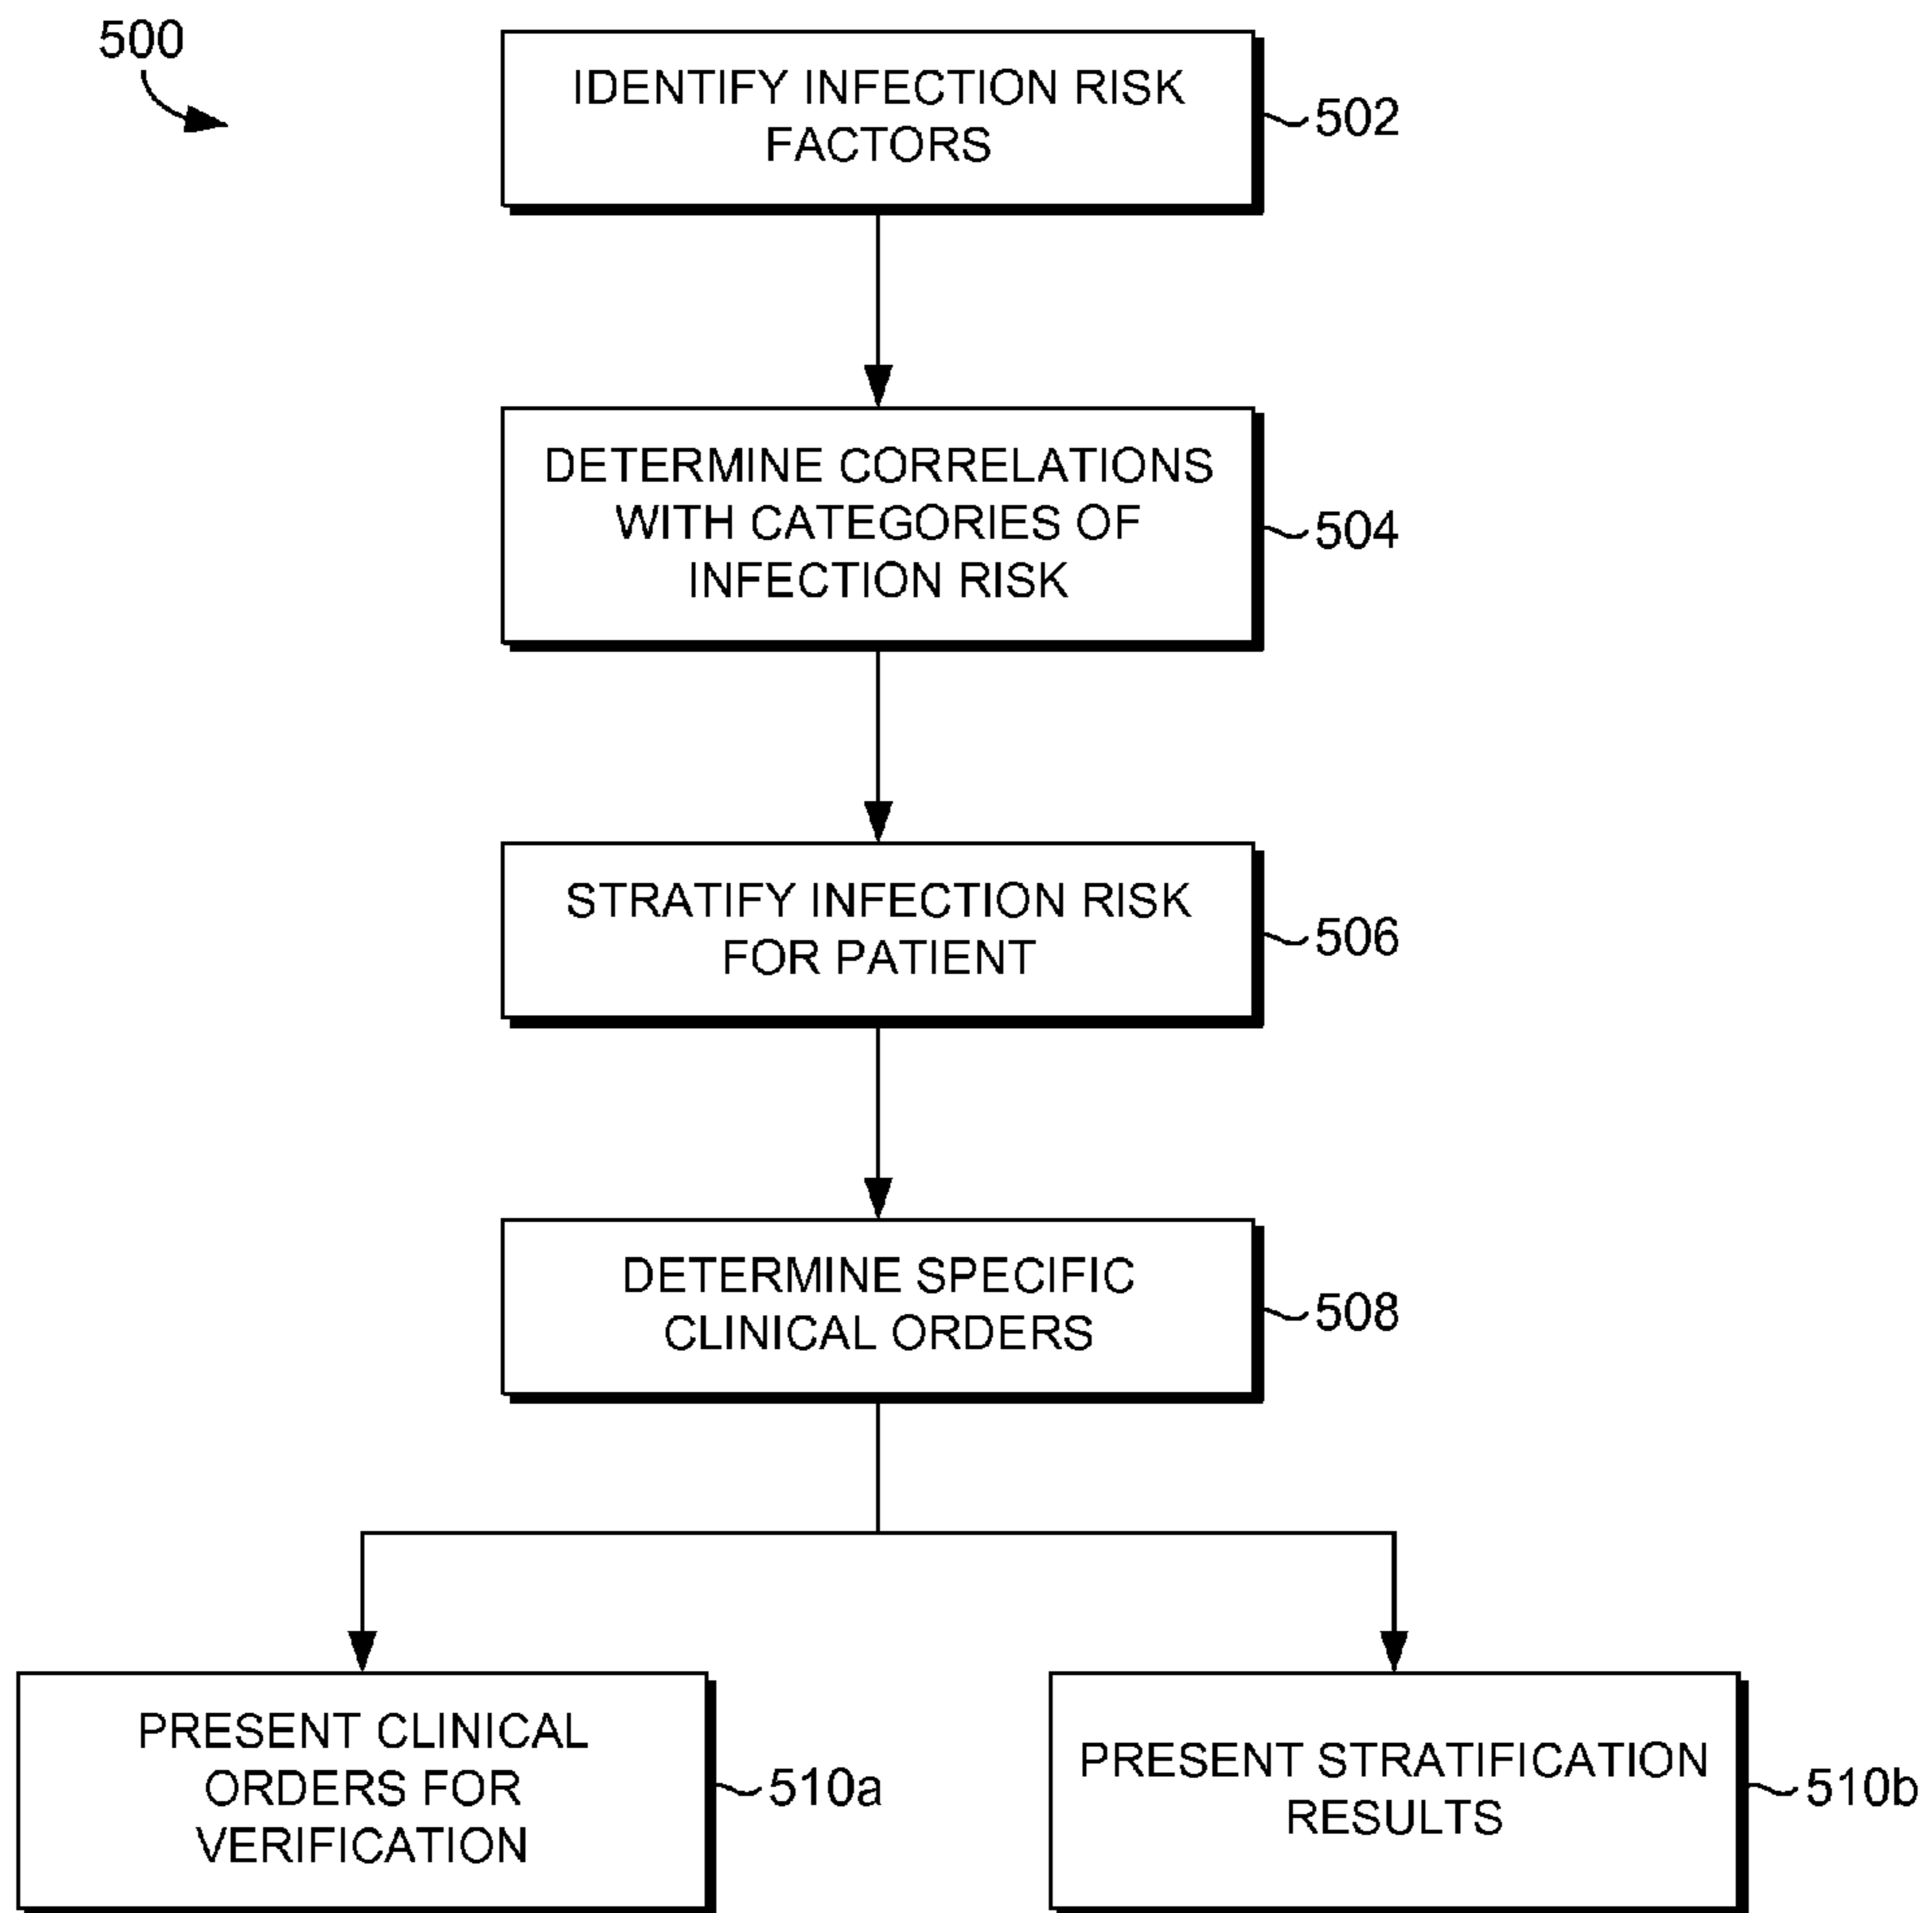 500
IDENTIFY INFECTION RISK
FACTORS
502
DETERMINE CORRELATIONS
WITH CATEGORIES OF
INFECTION RISK
504
STRATIFY INFECTION RISK
FOR PATIENT
506
DETERMINE SPECIFIC
CLINICAL ORDERS
508
PRESENT CLINICAL
ORDERS FOR
VERIFICATION
510a
PRESENT STRATIFICATION
RESULTS
510b